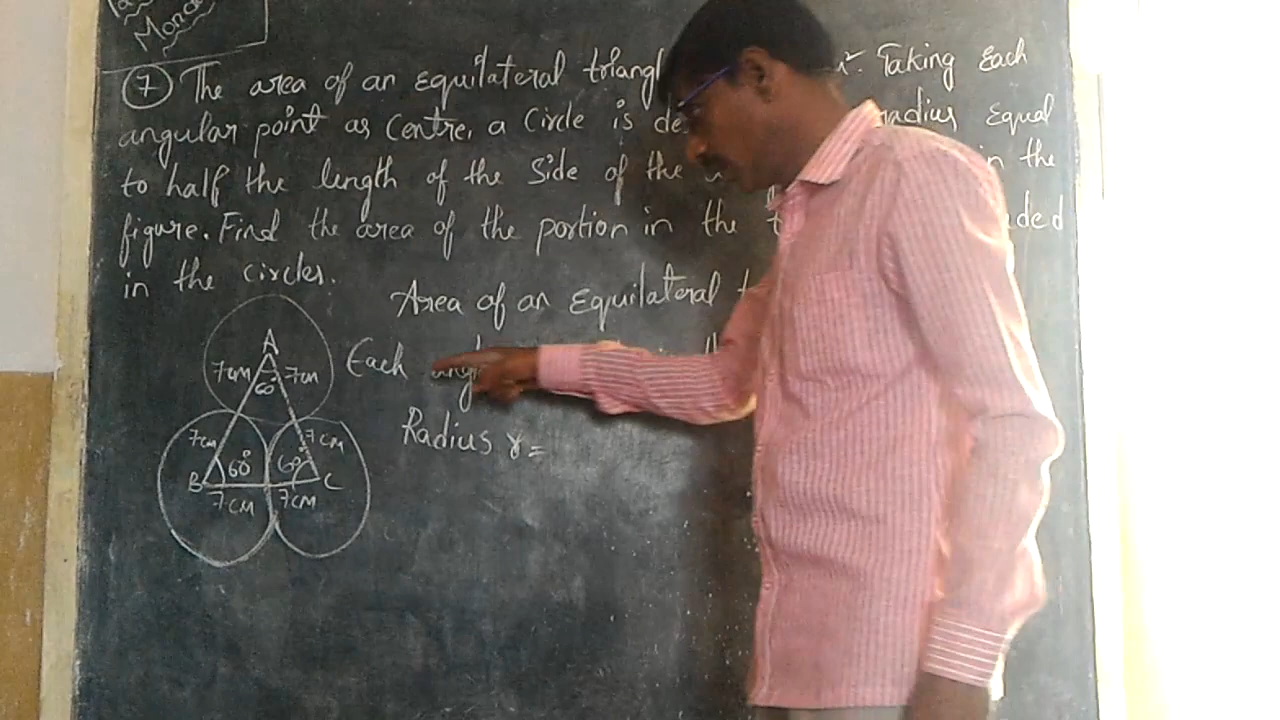 7 The area of an equilateral triangl m². Taking Each
angular point as Centre, a Circle is de radius Equal
to half the length of the Side of the in the
figure. Find the area of the portion in the
in the circles.
Area of an Equilateral
Each
Radius r =
A
7cm 7cm
60°
7cm 7cm
B 60° 60° C
7cm 7cm